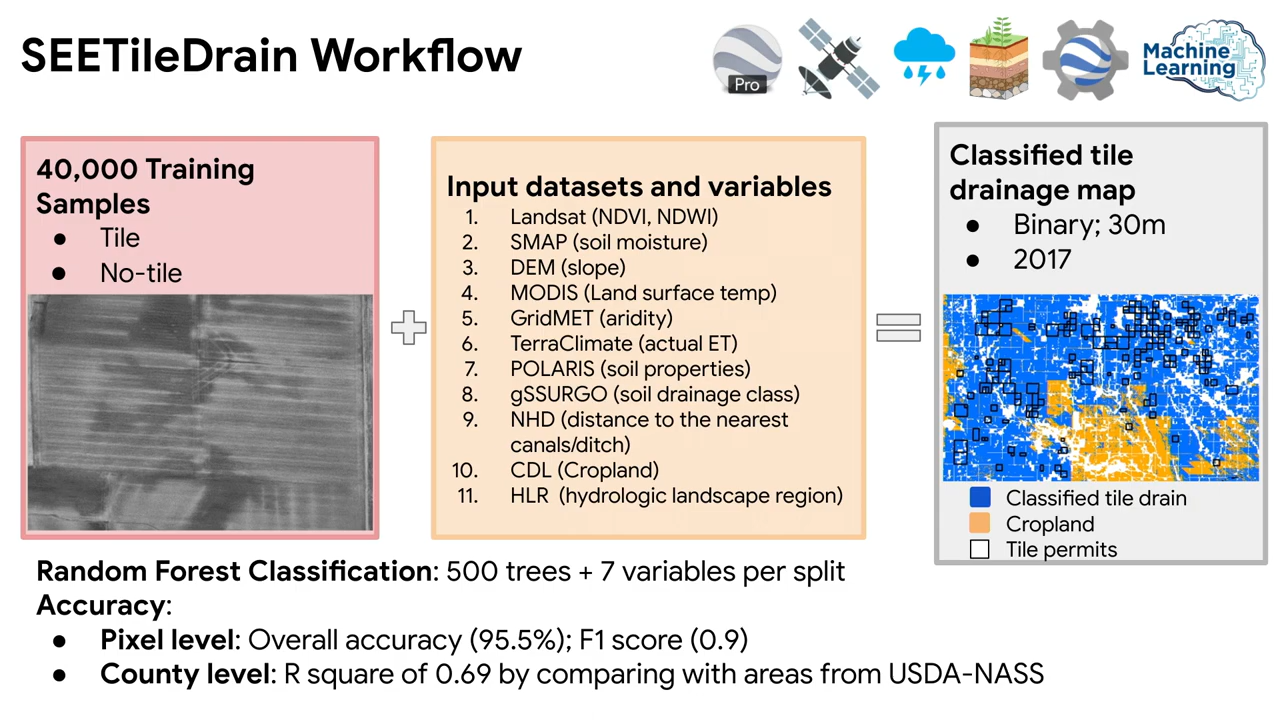 SEETileDrain Workflow
Pro
Machine
Learning
40,000 Training
Samples
● Tile
● No-tile
Input datasets and variables
1. Landsat (NDVI, NDWI)
2. SMAP (soil moisture)
3. DEM (slope)
4. MODIS (Land surface temp)
5. GridMET (aridity)
6. TerraClimate (actual ET)
7. POLARIS (soil properties)
8. gSSURGO (soil drainage class)
9. NHD (distance to the nearest
canals/ditch)
10. CDL (Cropland)
11. HLR (hydrologic landscape region)
Classified tile
drainage map
● Binary; 30m
● 2017
Classified tile drain
Cropland
Tile permits
Random Forest Classification: 500 trees + 7 variables per split
Accuracy:
● Pixel level: Overall accuracy (95.5%); F1 score (0.9)
● County level: R square of 0.69 by comparing with areas from USDA-NASS